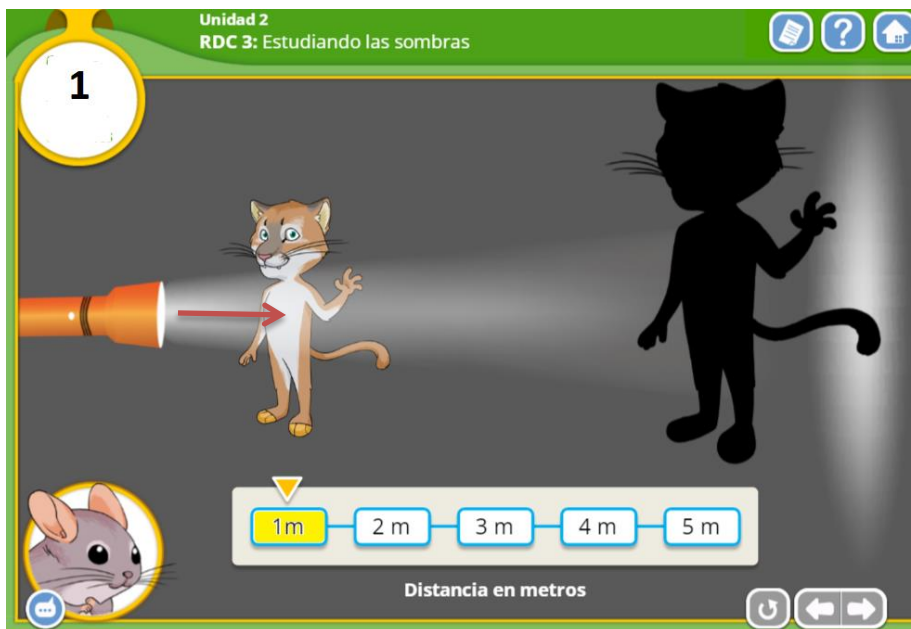 Unidad 2
RDC 3: Estudiando las sombras
?
1
1m 2 m 3 m 4 m 5 m
Distancia en metros